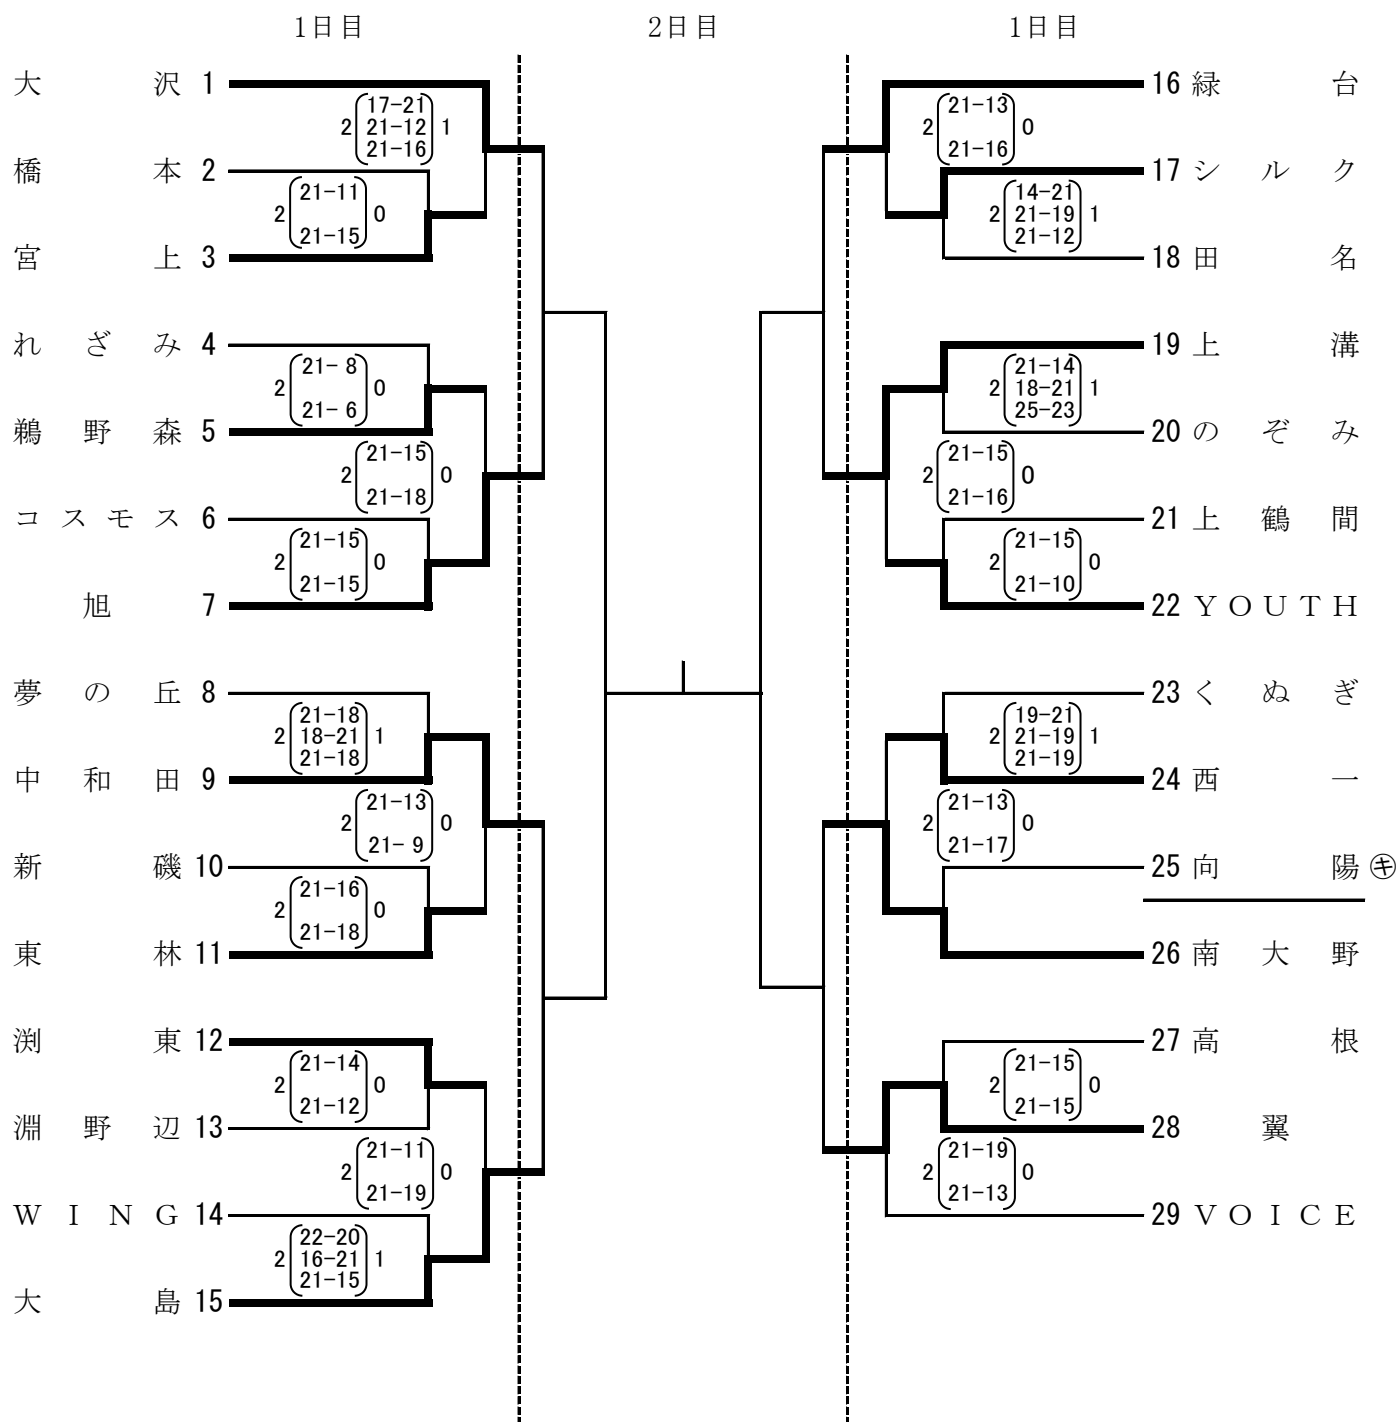 1日目 2日目 1日目
大沢 1
2 17-21 21-12 21-16 1
橋本 2
2 21-11 21-15 0
宮上 3
れざみ 4
2 21- 8 21- 6 0
鵜野森 5
2 21-15 21-18 0
コスモス 6
2 21-15 21-15 0
旭 7
夢の丘 8
2 21-18 18-21 21-18 1
中和田 9
2 21-13 21- 9 0
新磯 10
2 21-16 21-18 0
東林 11
渕東 12
2 21-14 21-12 0
淵野辺 13
2 21-11 21-19 0
WING 14
2 22-20 16-21 21-15 1
大島 15
16 緑台
2 21-13 21-16 0
17 シルク
2 14-21 21-19 21-12 1
18 田名
19 上溝
2 21-14 18-21 25-23 1
20 のぞみ
2 21-15 21-16 0
21 上鶴間
2 21-15 21-10 0
22 YOUTH
23 くぬぎ
2 19-21 21-19 21-19 1
24 西一
2 21-13 21-17 0
25 向陽 ㋖
26 南大野
27 高根
2 21-15 21-15 0
28 翼
2 21-19 21-13 0
29 VOICE